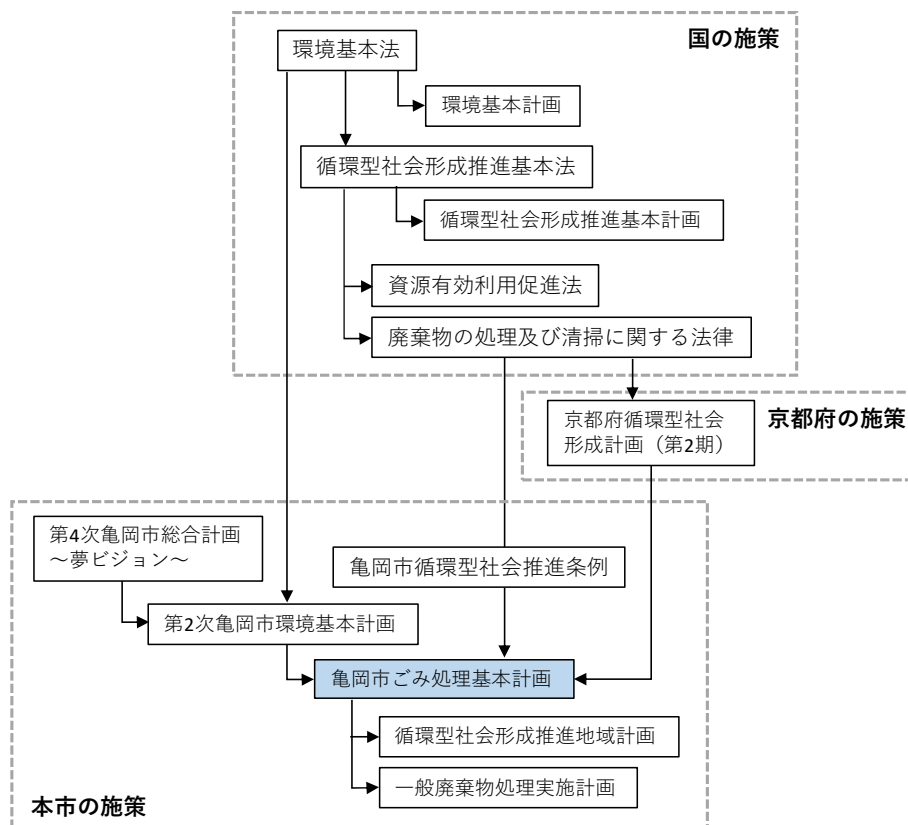 国の施策
環境基本法
環境基本計画
循環型社会形成推進基本法
循環型社会形成推進基本計画
資源有効利用促進法
廃棄物の処理及び清掃に関する法律
京都府の施策
京都府循環型社会
形成計画（第2期）
第4次亀岡市総合計画
～夢ビジョン～
亀岡市循環型社会推進条例
第2次亀岡市環境基本計画
亀岡市ごみ処理基本計画
循環型社会形成推進地域計画
一般廃棄物処理実施計画
本市の施策